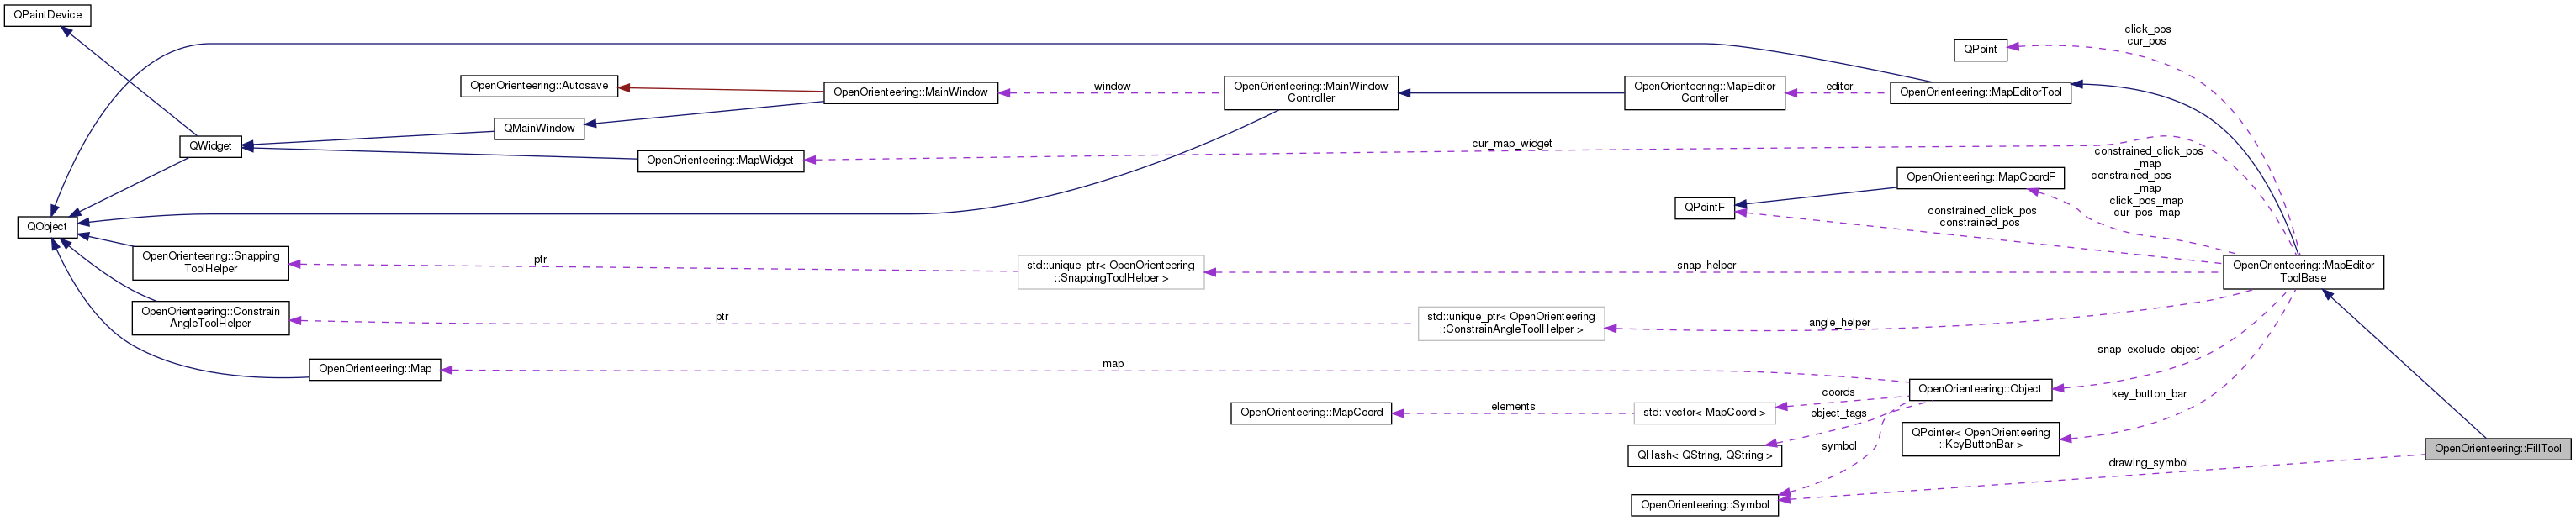 QPaintDevice
click_pos
cur_pos
QPoint
OpenOrienteering::Autosave
OpenOrienteering::MainWindow
window
OpenOrienteering::MainWindow
Controller
OpenOrienteering::MapEditor
Controller
editor
OpenOrienteering::MapEditorTool
QMainWindow
QWidget
OpenOrienteering::MapWidget
cur_map_widget
constrained_click_pos
_map
constrained_pos
_map
click_pos_map
cur_pos_map
OpenOrienteering::MapCoordF
QPointF
constrained_click_pos
constrained_pos
QObject
OpenOrienteering::Snapping
ToolHelper
ptr
std::unique_ptr< OpenOrienteering
::SnappingToolHelper >
snap_helper
OpenOrienteering::MapEditor
ToolBase
OpenOrienteering::Constrain
AngleToolHelper
ptr
std::unique_ptr< OpenOrienteering
::ConstrainAngleToolHelper >
angle_helper
snap_exclude_object
OpenOrienteering::Map
map
OpenOrienteering::Object
key_button_bar
coords
OpenOrienteering::MapCoord
elements
std::vector< MapCoord >
object_tags
QPointer< OpenOrienteering
::KeyButtonBar >
symbol
QHash< QString, QString >
OpenOrienteering::FillTool
drawing_symbol
OpenOrienteering::Symbol